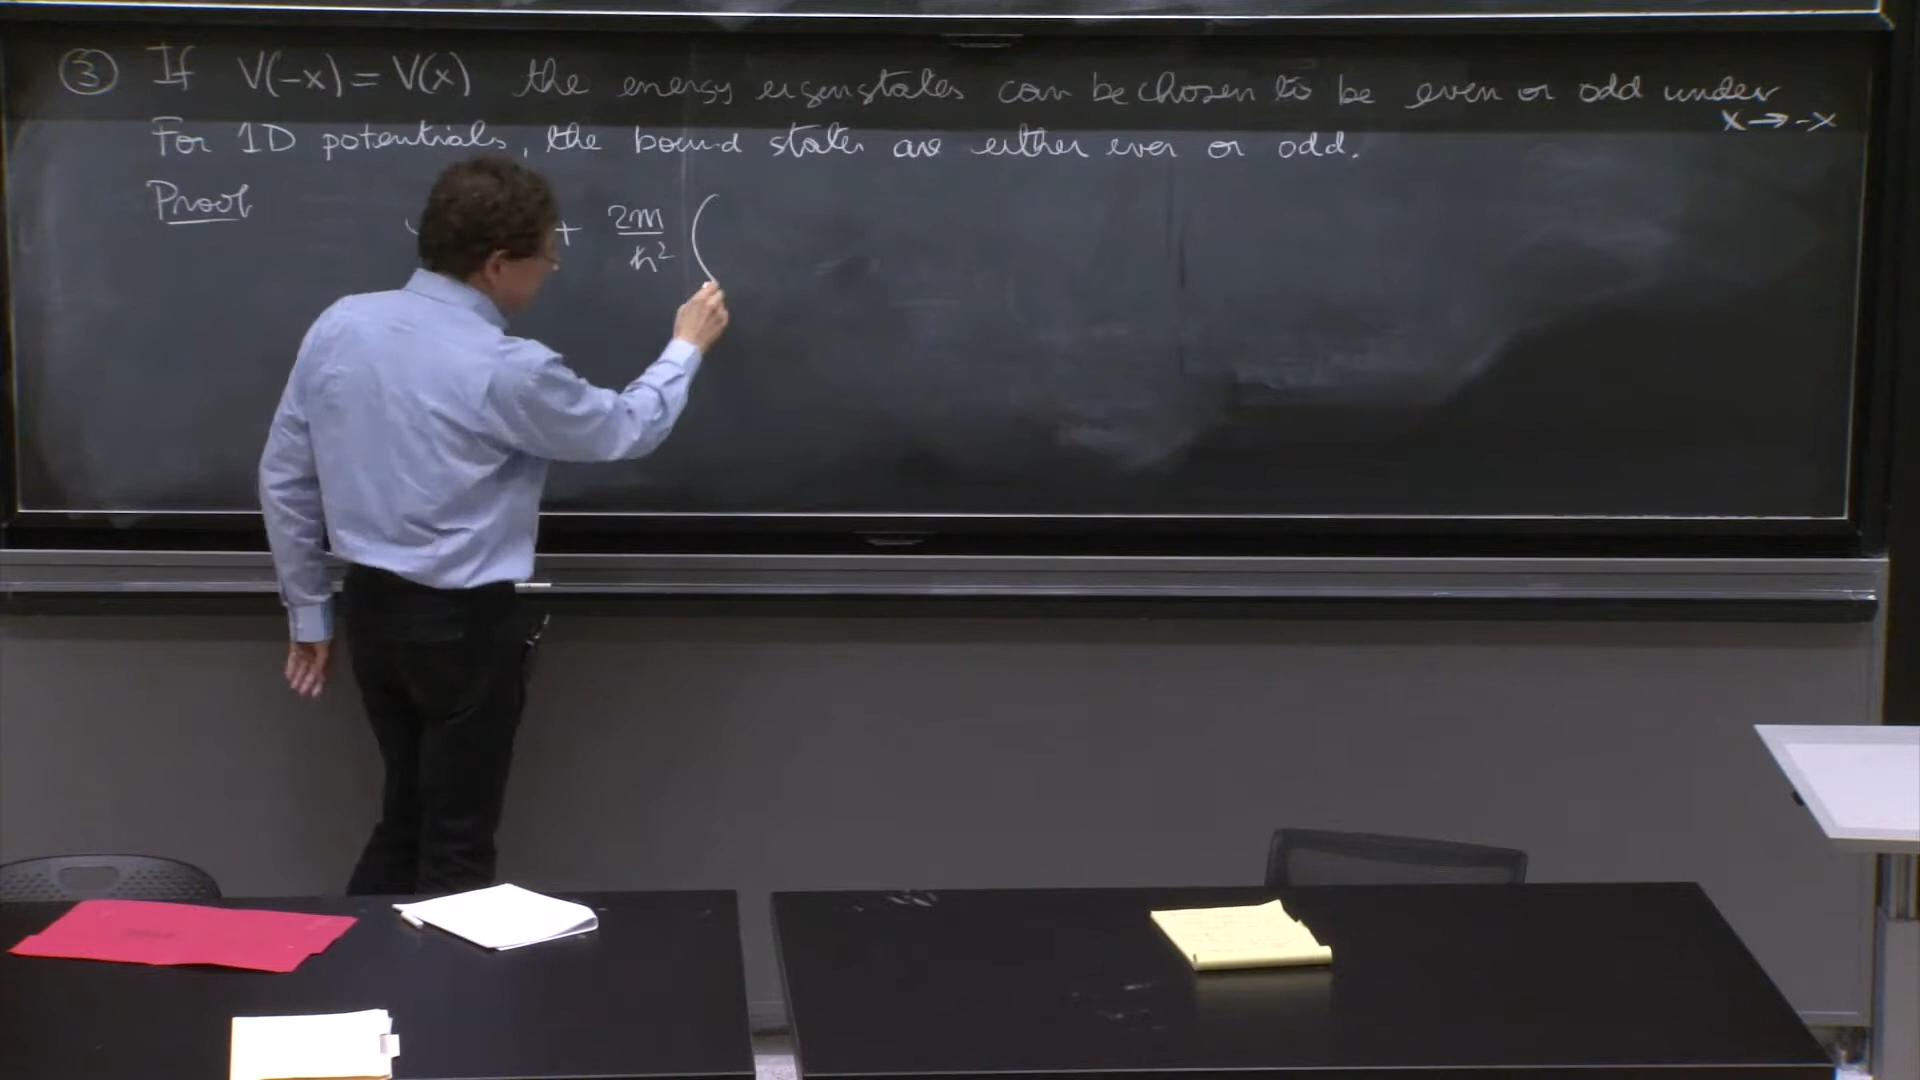 ③ If V(-x) = V(x) the energy eigenstates can be chosen to be even or odd under
x → -x
For 1D potentials, the bound states are either even or odd.
Proof + 2m/ħ² (